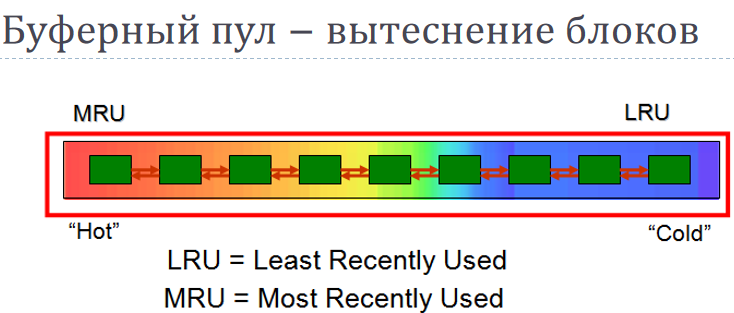 Буферный пул – вытеснение блоков
MRU LRU
“Hot” “Cold”
LRU = Least Recently Used
MRU = Most Recently Used